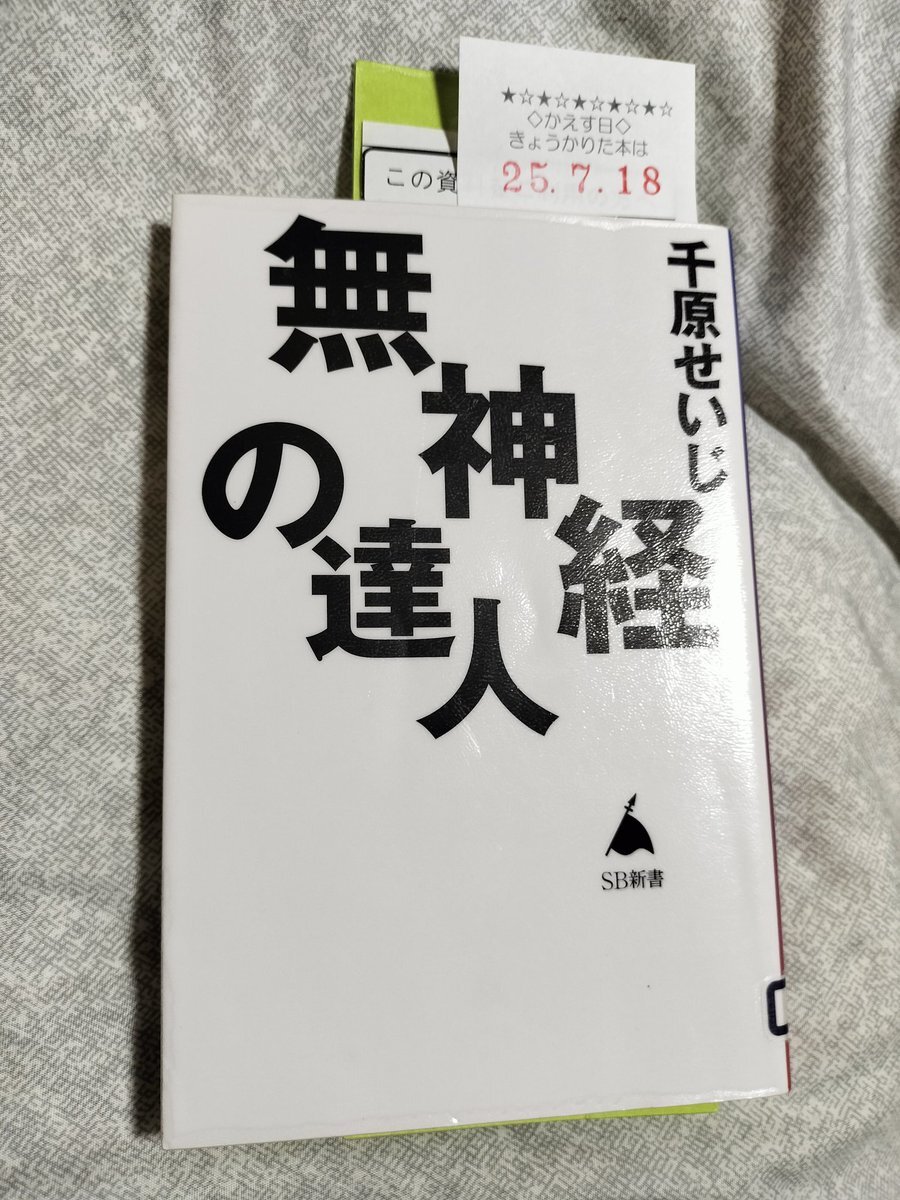 ★☆★☆★☆★☆★☆
◇かえす日◇
きょうかりた本は
25.7.18
この資
千原せいじ
無神経
の達人
SB新書